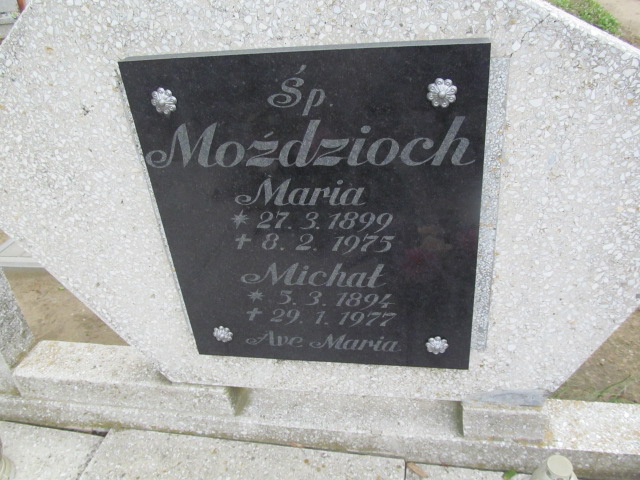 Śp.
Moździoch
Maria
* 27. 3. 1899
+ 8. 2. 1975
Michał
* 5. 3. 1894
+ 29. 1. 1977
Ave Maria